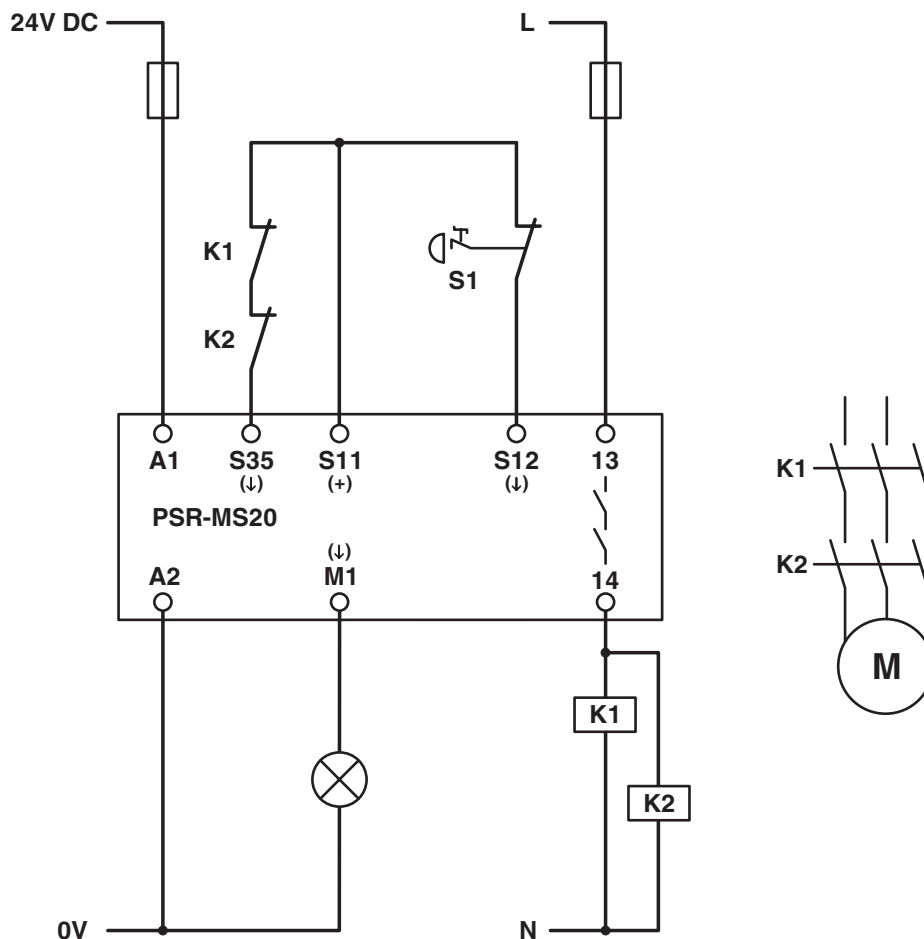 24V DC
L
K1
S1
K2
A1 S35 S11 S12 13
(↓) (+) (↓)
PSR-MS20
(↓)
A2 M1 14
K1
K2
M
K1
K2
0V
N